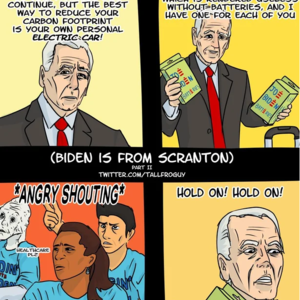 CONTINUE, BUT THE BEST
WAY TO REDUCE YOUR
CARBON FOOTPRINT
IS YOUR OWN PERSONAL
ELECTRIC CAR!
WITHOUT BATTERIES, AND I
HAVE ONE FOR EACH OF YOU
(BIDEN IS FROM SCRANTON)
PART II
TWITTER.COM/TALLFROGUY
*ANGRY SHOUTING*
HEALTHCARE
PLZ
HOLD ON! HOLD ON!